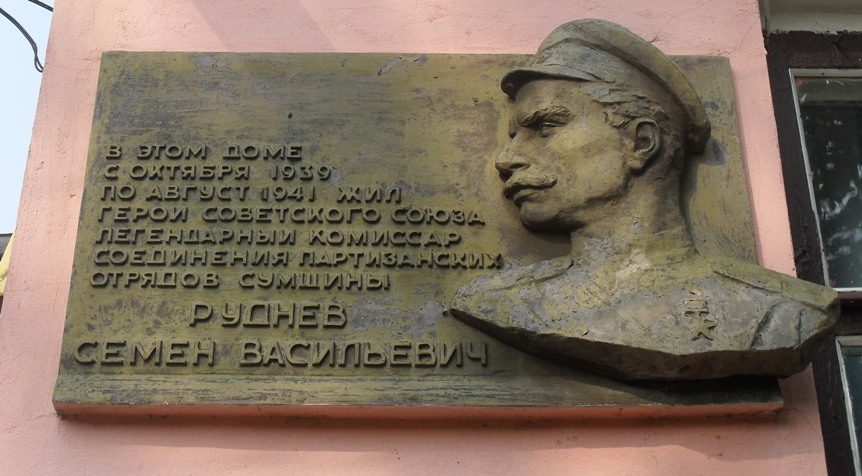 В ЭТОМ ДОМЕ
С ОКТЯБРЯ 1939
ПО АВГУСТ 1941 ЖИЛ
ГЕРОЙ СОВЕТСКОГО СОЮЗА
ЛЕГЕНДАРНЫЙ КОМИССАР
СОЕДИНЕНИЯ ПАРТИЗАНСКИХ
ОТРЯДОВ СУМЩИНЫ
РУДНЕВ
СЕМЕН ВАСИЛЬЕВИЧ